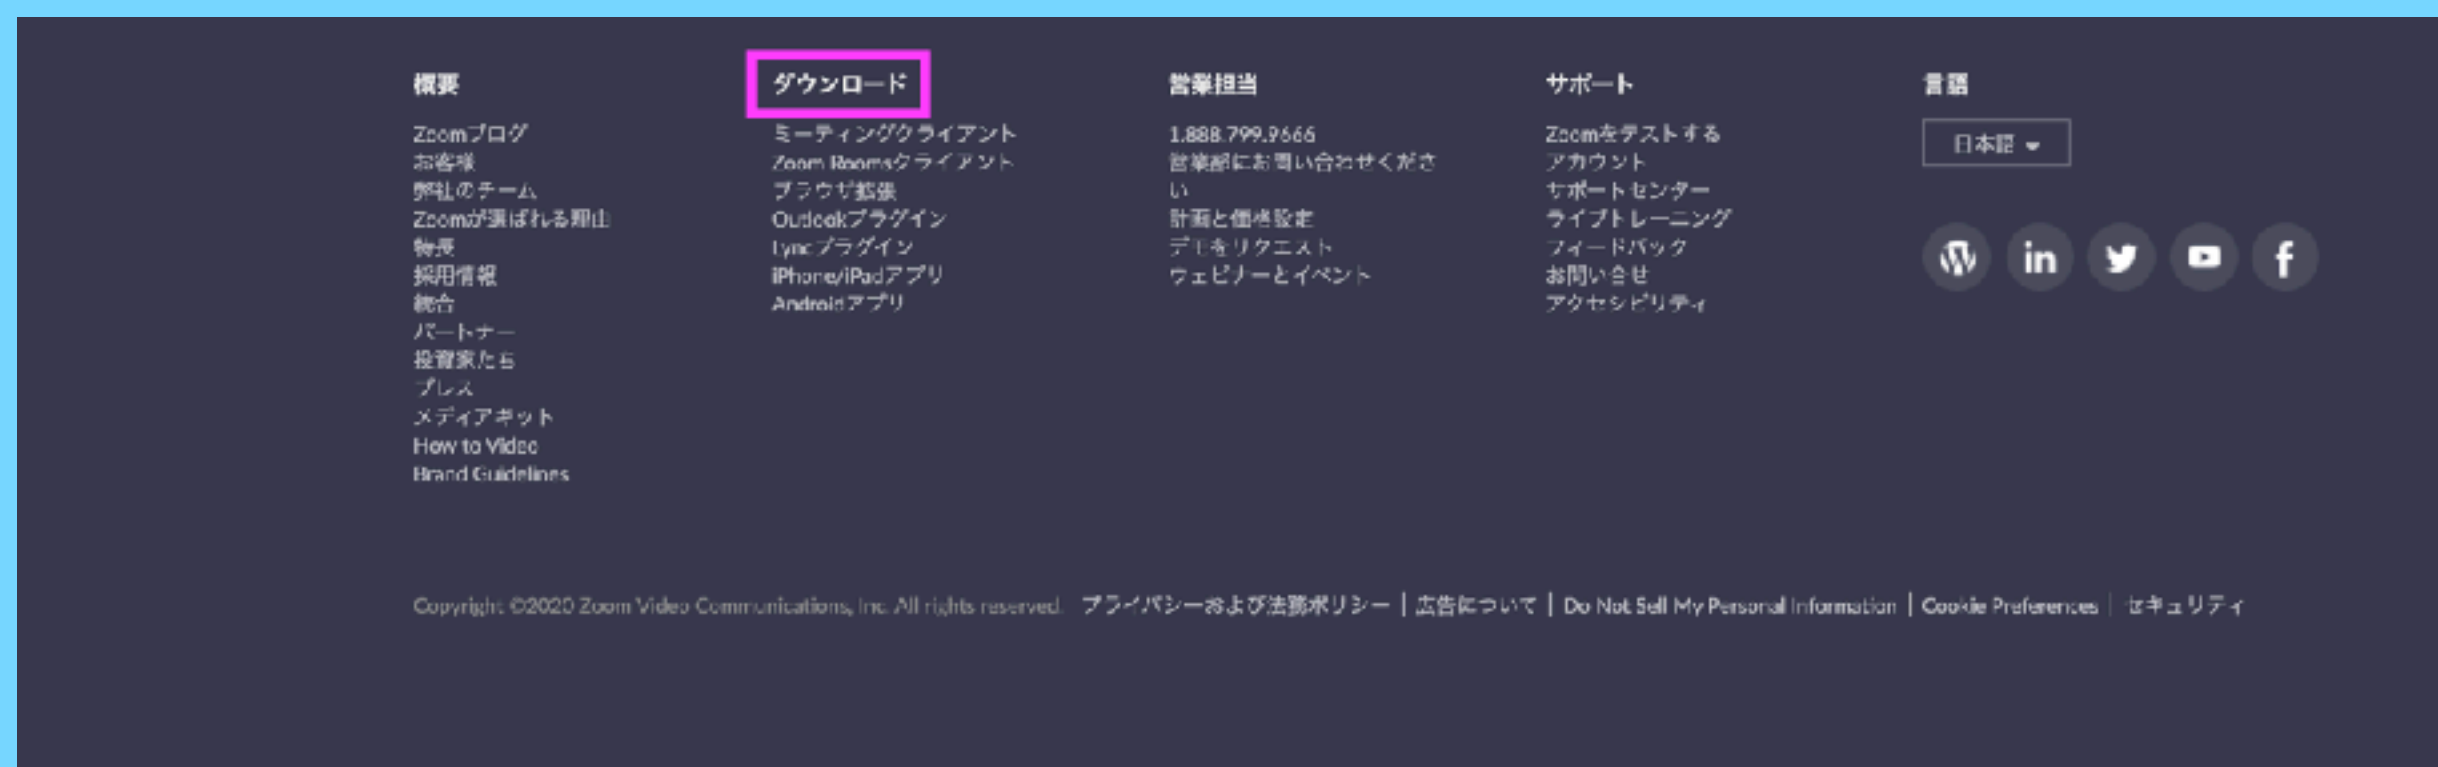 概要
Zoomブログ
お客様
弊社のチーム
Zoomが選ばれる理由
特長
採用情報
統合
パートナー
投資家たち
プレス
メディアキット
How to Video
Brand Guidelines
ダウンロード
ミーティングクライアント
Zoom Roomsクライアント
ブラウザ拡張
Outlookプラグイン
Lyncプラグイン
iPhone/iPadアプリ
Androidアプリ
営業担当
1.888.799.9666
営業部にお問い合わせくださ
い
計画と価格設定
デモをリクエスト
ウェビナーとイベント
サポート
Zoomをテストする
アカウント
サポートセンター
ライブトレーニング
フィードバック
お問い合せ
アクセシビリティ
言語
日本語
Copyright ©2020 Zoom Video Communications, Inc. All rights reserved. プライバシーおよび法務ポリシー | 広告について | Do Not Sell My Personal Information | Cookie Preferences | セキュリティ